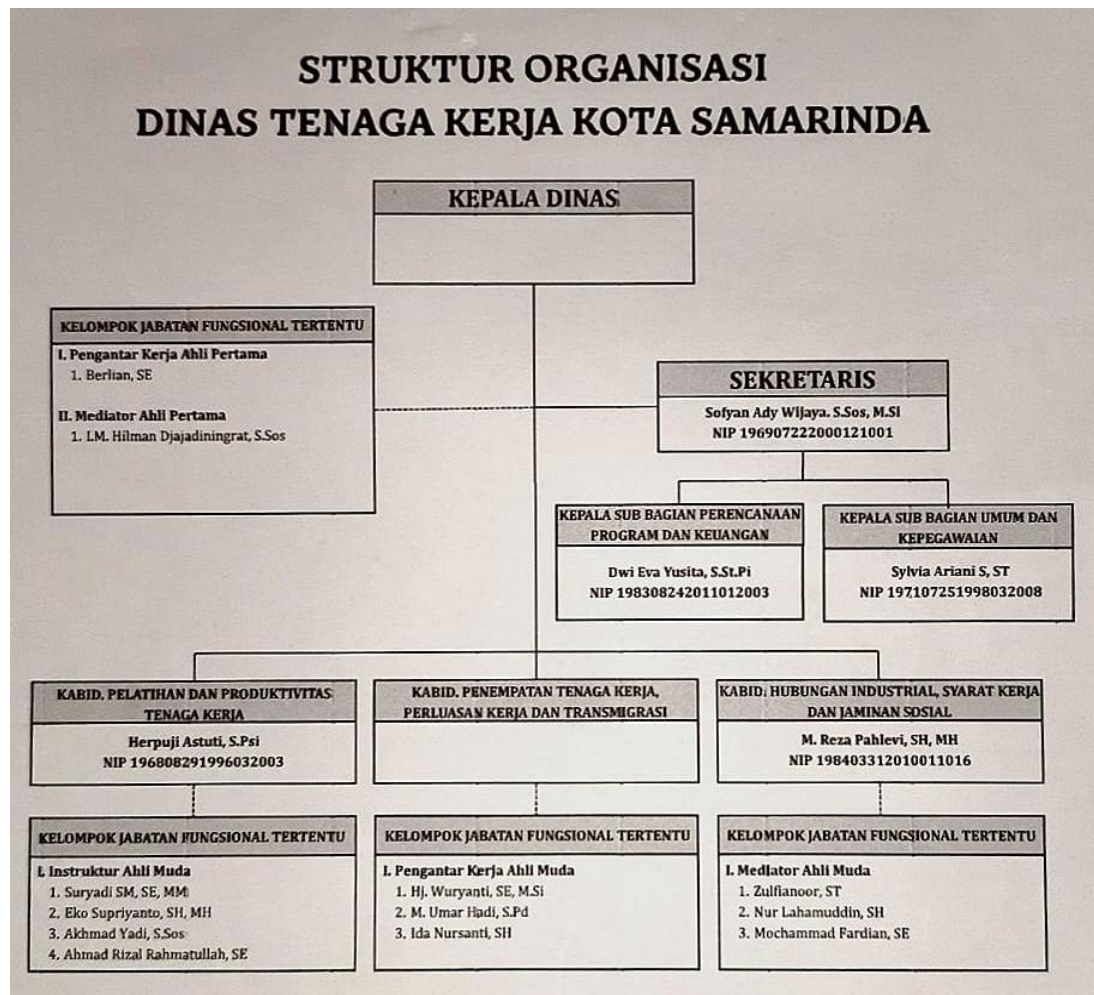 STRUKTUR ORGANISASI
DINAS TENAGA KERJA KOTA SAMARINDA
KEPALA DINAS
KELOMPOK JABATAN FUNGSIONAL TERTENTU
I. Pengantar Kerja Ahli Pertama
1. Berlian, SE
II. Mediator Ahli Pertama
1. I.M. Hilman Djajadiningrat, S.Sos
SEKRETARIS
Sofyan Ady Wijaya. S.Sos, M.Si
NIP 196907222000121001
KEPALA SUB BAGIAN PERENCANAAN
PROGRAM DAN KEUANGAN
Dwi Eva Yusita, S.St.Pi
NIP 198308242011012003
KEPALA SUB BAGIAN UMUM DAN
KEPEGAWAIAN
Sylvia Ariani S, ST
NIP 197107251998032008
KABID. PELATIHAN DAN PRODUKTIVITAS
TENAGA KERJA
Herpuji Astuti, S.Psi
NIP 196808291996032003
KABID. PENEMPATAN TENAGA KERJA,
PERLUASAN KERJA DAN TRANSMIGRASI
KABID. HUBUNGAN INDUSTRIAL, SYARAT KERJA
DAN JAMINAN SOSIAL
M. Reza Pahlevi, SH, MH
NIP 198403312010011016
KELOMPOK JABATAN FUNGSIONAL TERTENTU
I. Instruktur Ahli Muda
1. Suryadi SM, SE, MM
2. Eko Supriyanto, SH, MH
3. Akhmad Yadi, S.Sos
4. Ahmad Rizal Rahmatullah, SE
KELOMPOK JABATAN FUNGSIONAL TERTENTU
I. Pengantar Kerja Ahli Muda
1. Hj. Wuryanti, SE, M.Si
2. M. Umar Hadi, S.Pd
3. Ida Nursanti, SH
KELOMPOK JABATAN FUNGSIONAL TERTENTU
I. Mediator Ahli Muda
1. Zulfianoor, ST
2. Nur Lahamuddin, SH
3. Mochammad Fardian, SE